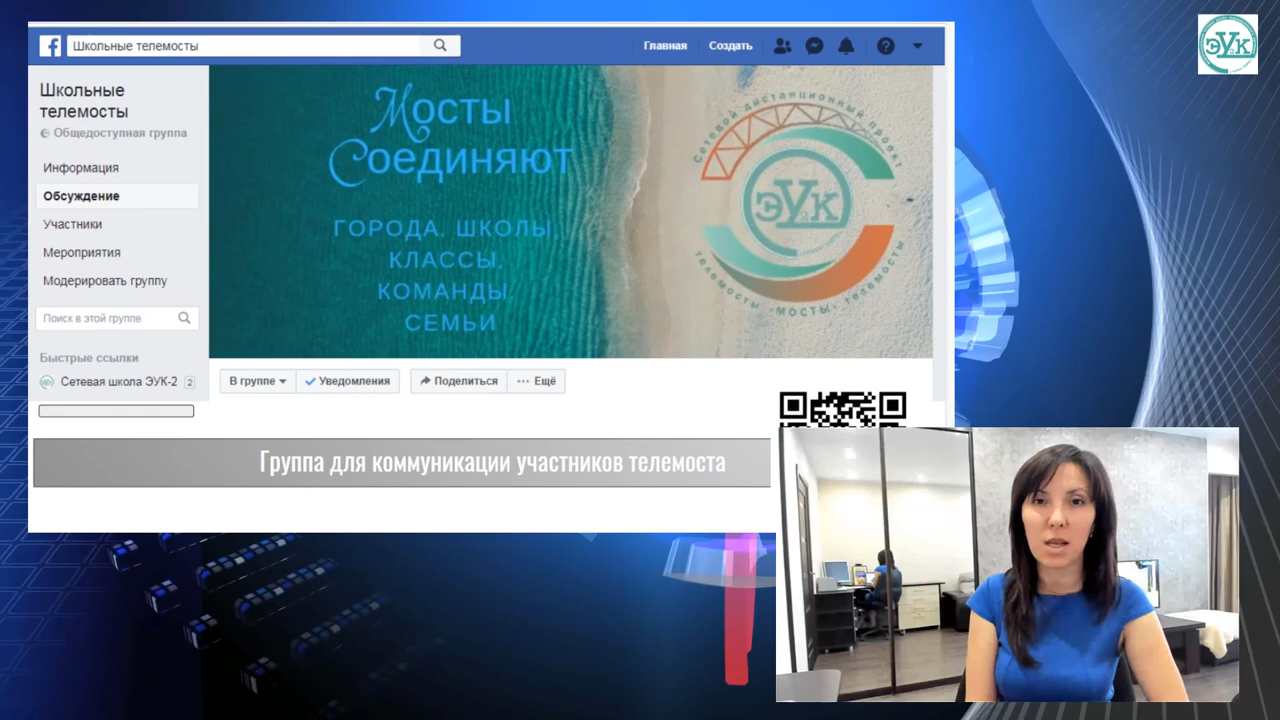 ЭУК
Школьные телемосты
Главная
Создать
Школьные
телемосты
Общедоступная группа
Информация
Обсуждение
Участники
Мероприятия
Модерировать группу
Поиск в этой группе
Быстрые ссылки
Сетевая школа ЭУК-2 2
Мосты
Соединяют
ГОРОДА, ШКОЛЫ,
КЛАССЫ,
КОМАНДЫ,
СЕМЬИ
Сетевой дистанционный проект
ЭУК
телемосты •МОСТЫ, телемосты
В группе
Уведомления
Поделиться
Ещё
Группа для коммуникации участников телемоста